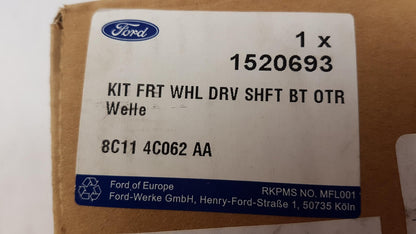 Ford
1 x
1520693
KIT FRT WHL DRV SHFT BT OTR
Welle
8C11 4C062 AA
Ford of Europe
RKPMS NO. MFL001
Ford-Werke GmbH, Henry-Ford-Straße 1, 50735 Köln